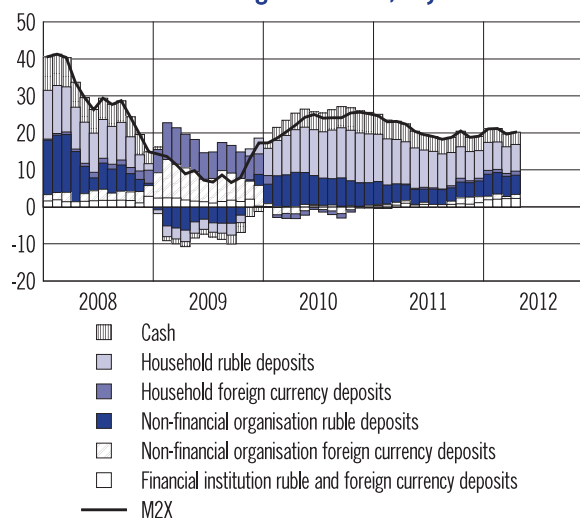 50
40
30
20
10
0
-10
-20
2008 2009 2010 2011 2012
Cash
Household ruble deposits
Household foreign currency deposits
Non-financial organisation ruble deposits
Non-financial organisation foreign currency deposits
Financial institution ruble and foreign currency deposits
M2X